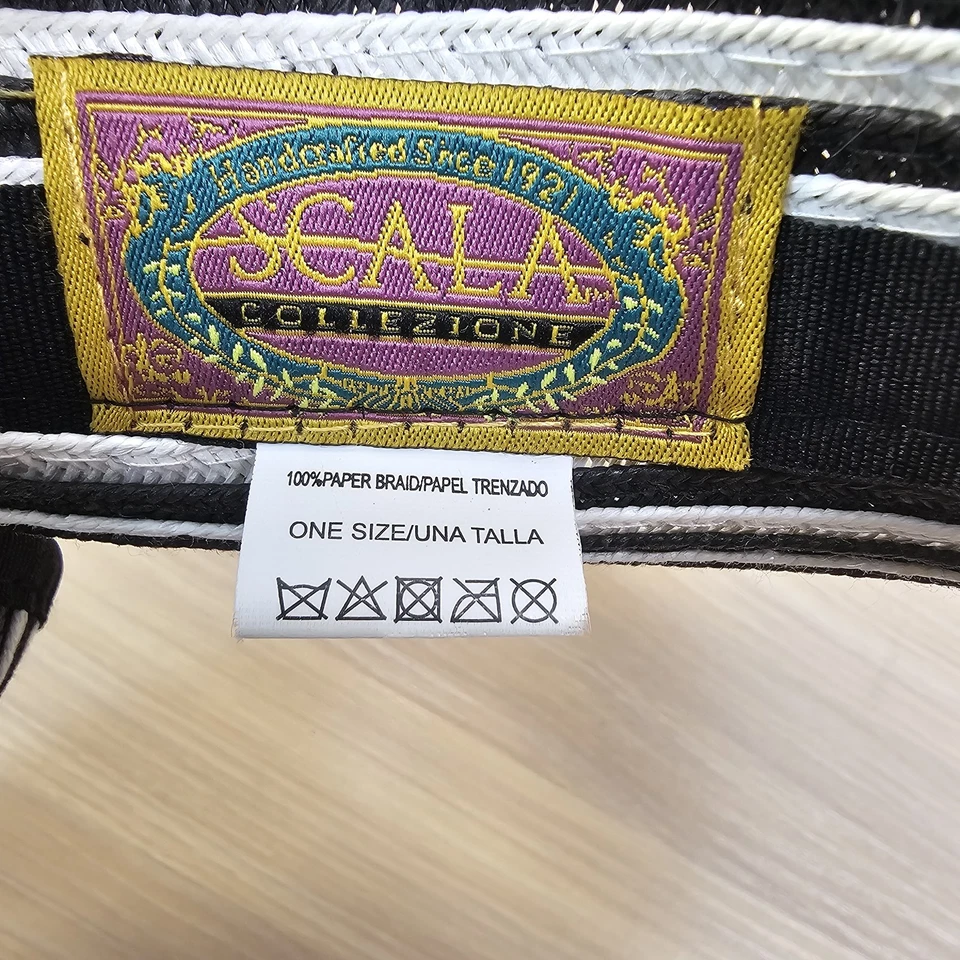 Handcrafted Since 1921
SCALA
COLLEZIONE
100%PAPER BRAID/PAPEL TRENZADO
ONE SIZE/UNA TALLA